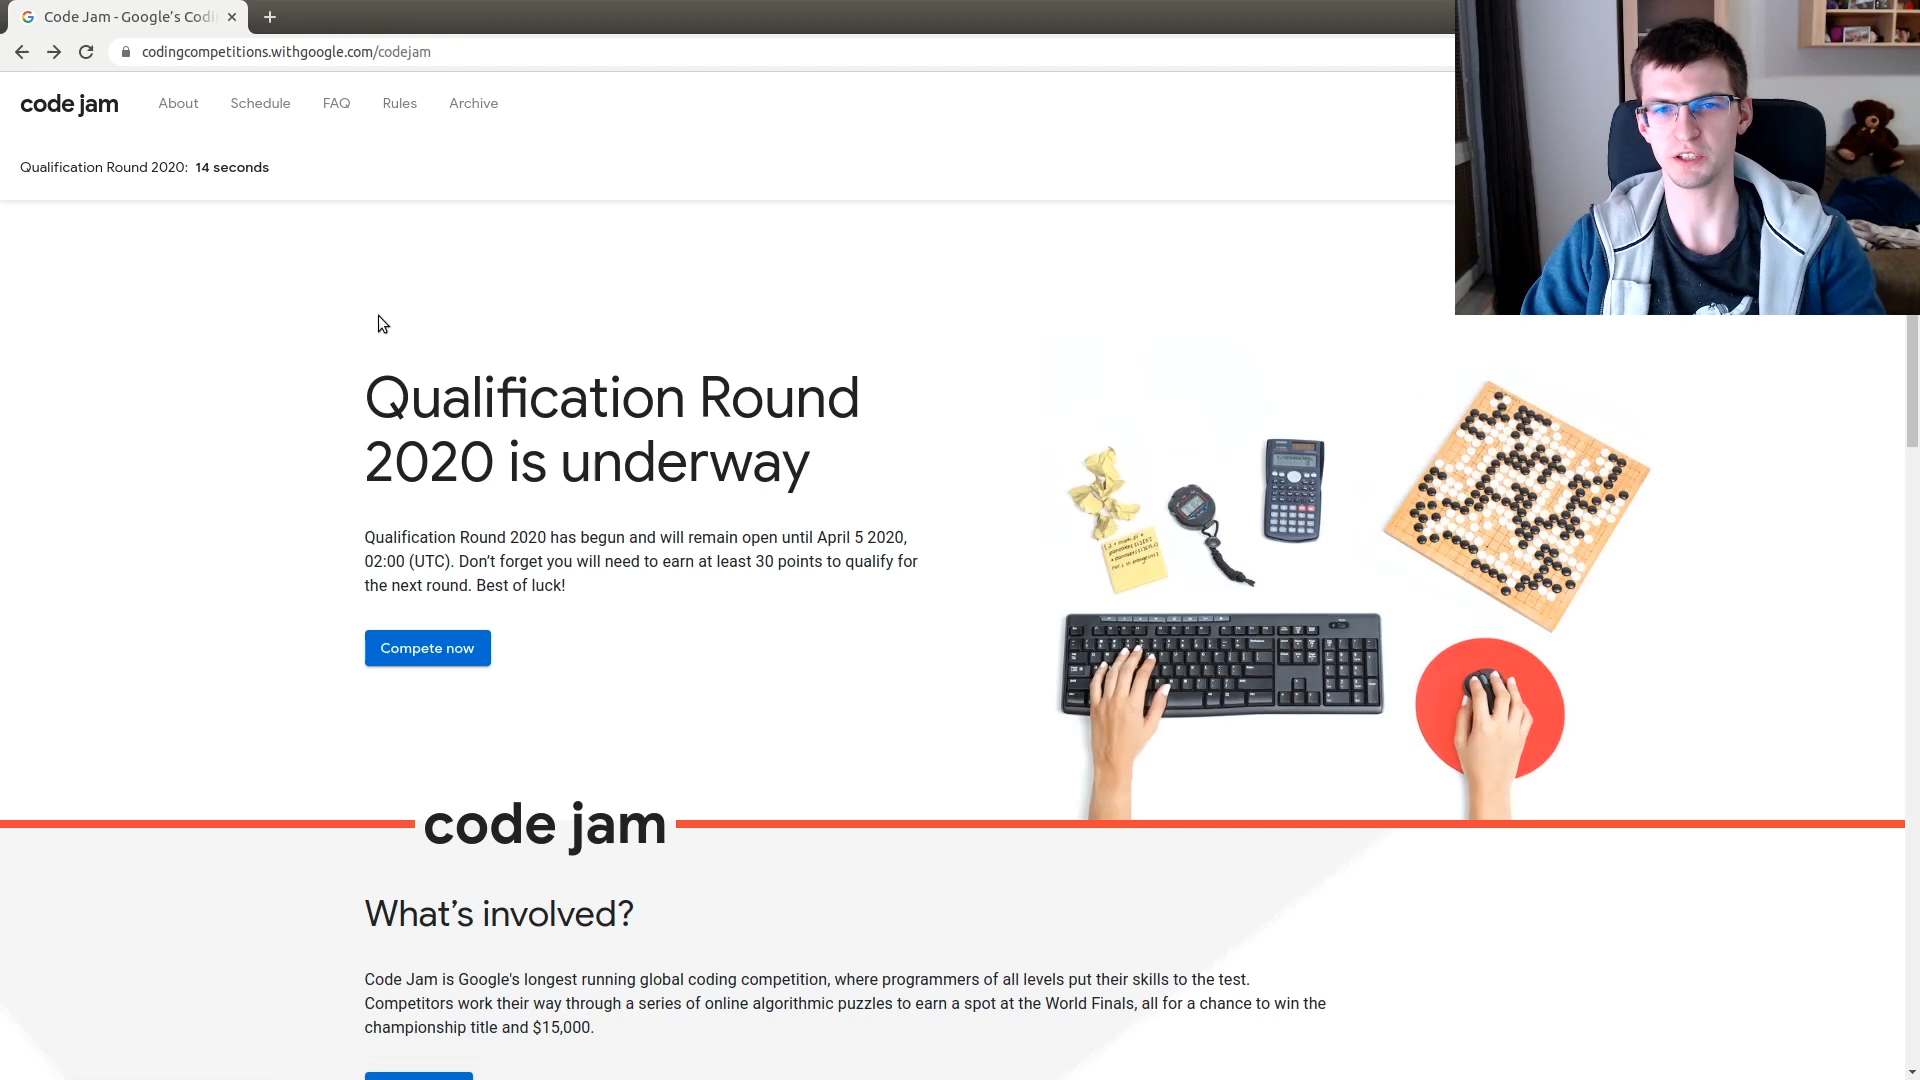 Code Jam - Google's Codi
codingcompetitions.withgoogle.com/codejam
code jam
About
Schedule
FAQ
Rules
Archive
Qualification Round 2020: 14 seconds
Qualification Round
2020 is underway
Qualification Round 2020 has begun and will remain open until April 5 2020,
02:00 (UTC). Don't forget you will need to earn at least 30 points to qualify for
the next round. Best of luck!
Compete now
code jam
What's involved?
Code Jam is Google's longest running global coding competition, where programmers of all levels put their skills to the test.
Competitors work their way through a series of online algorithmic puzzles to earn a spot at the World Finals, all for a chance to win the
championship title and $15,000.